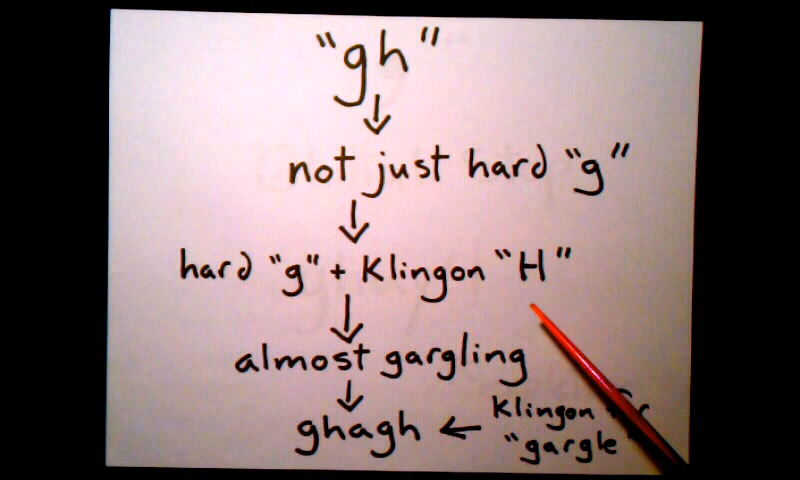 "gh"
↓
not just hard "g"
↓
hard "g" + Klingon "H"
↓
almost gargling
↓
ghagh ← Klingon
"gargle"